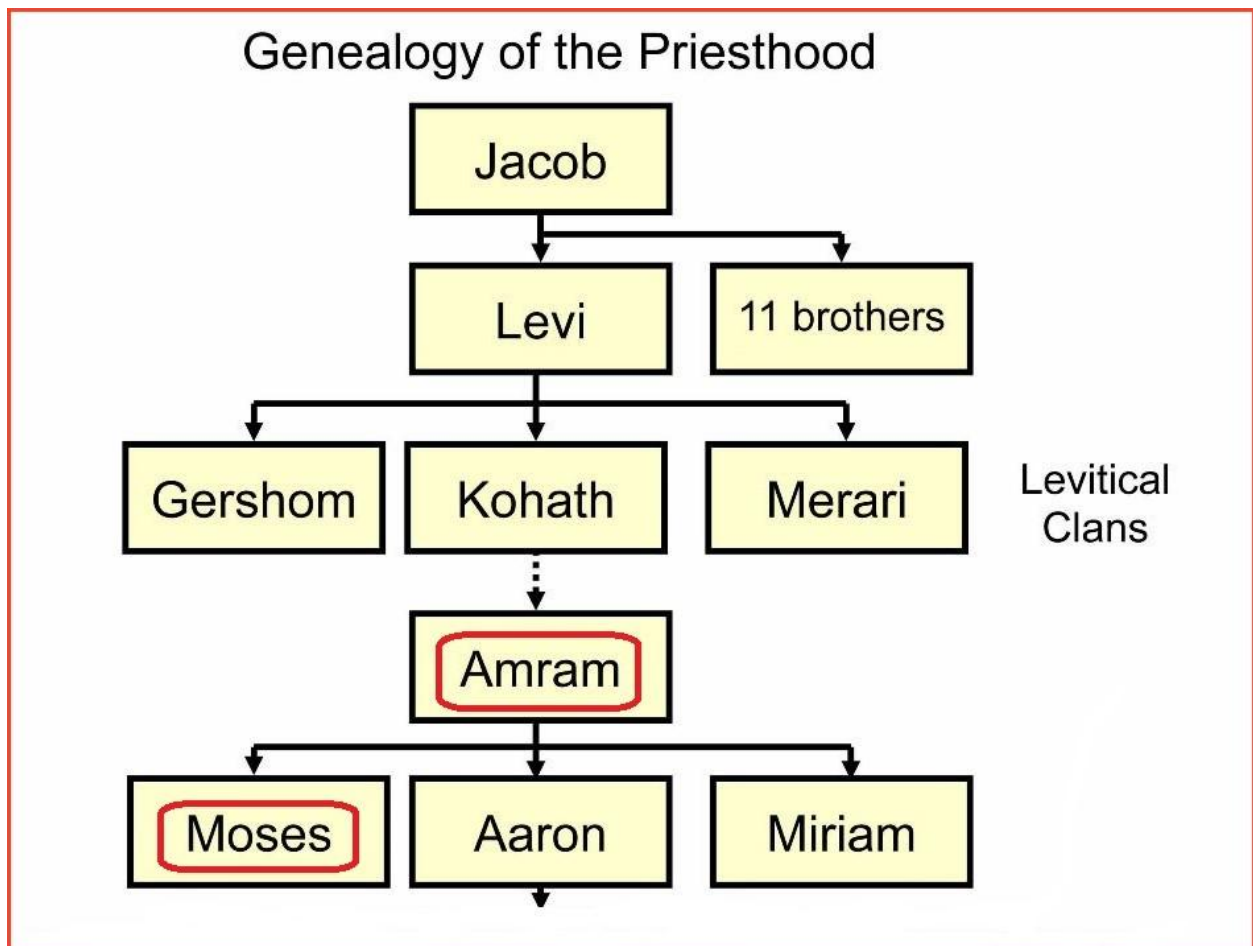 Genealogy of the Priesthood
Jacob
Levi
11 brothers
Gershom
Kohath
Merari
Levitical
Clans
Amram
Moses
Aaron
Miriam